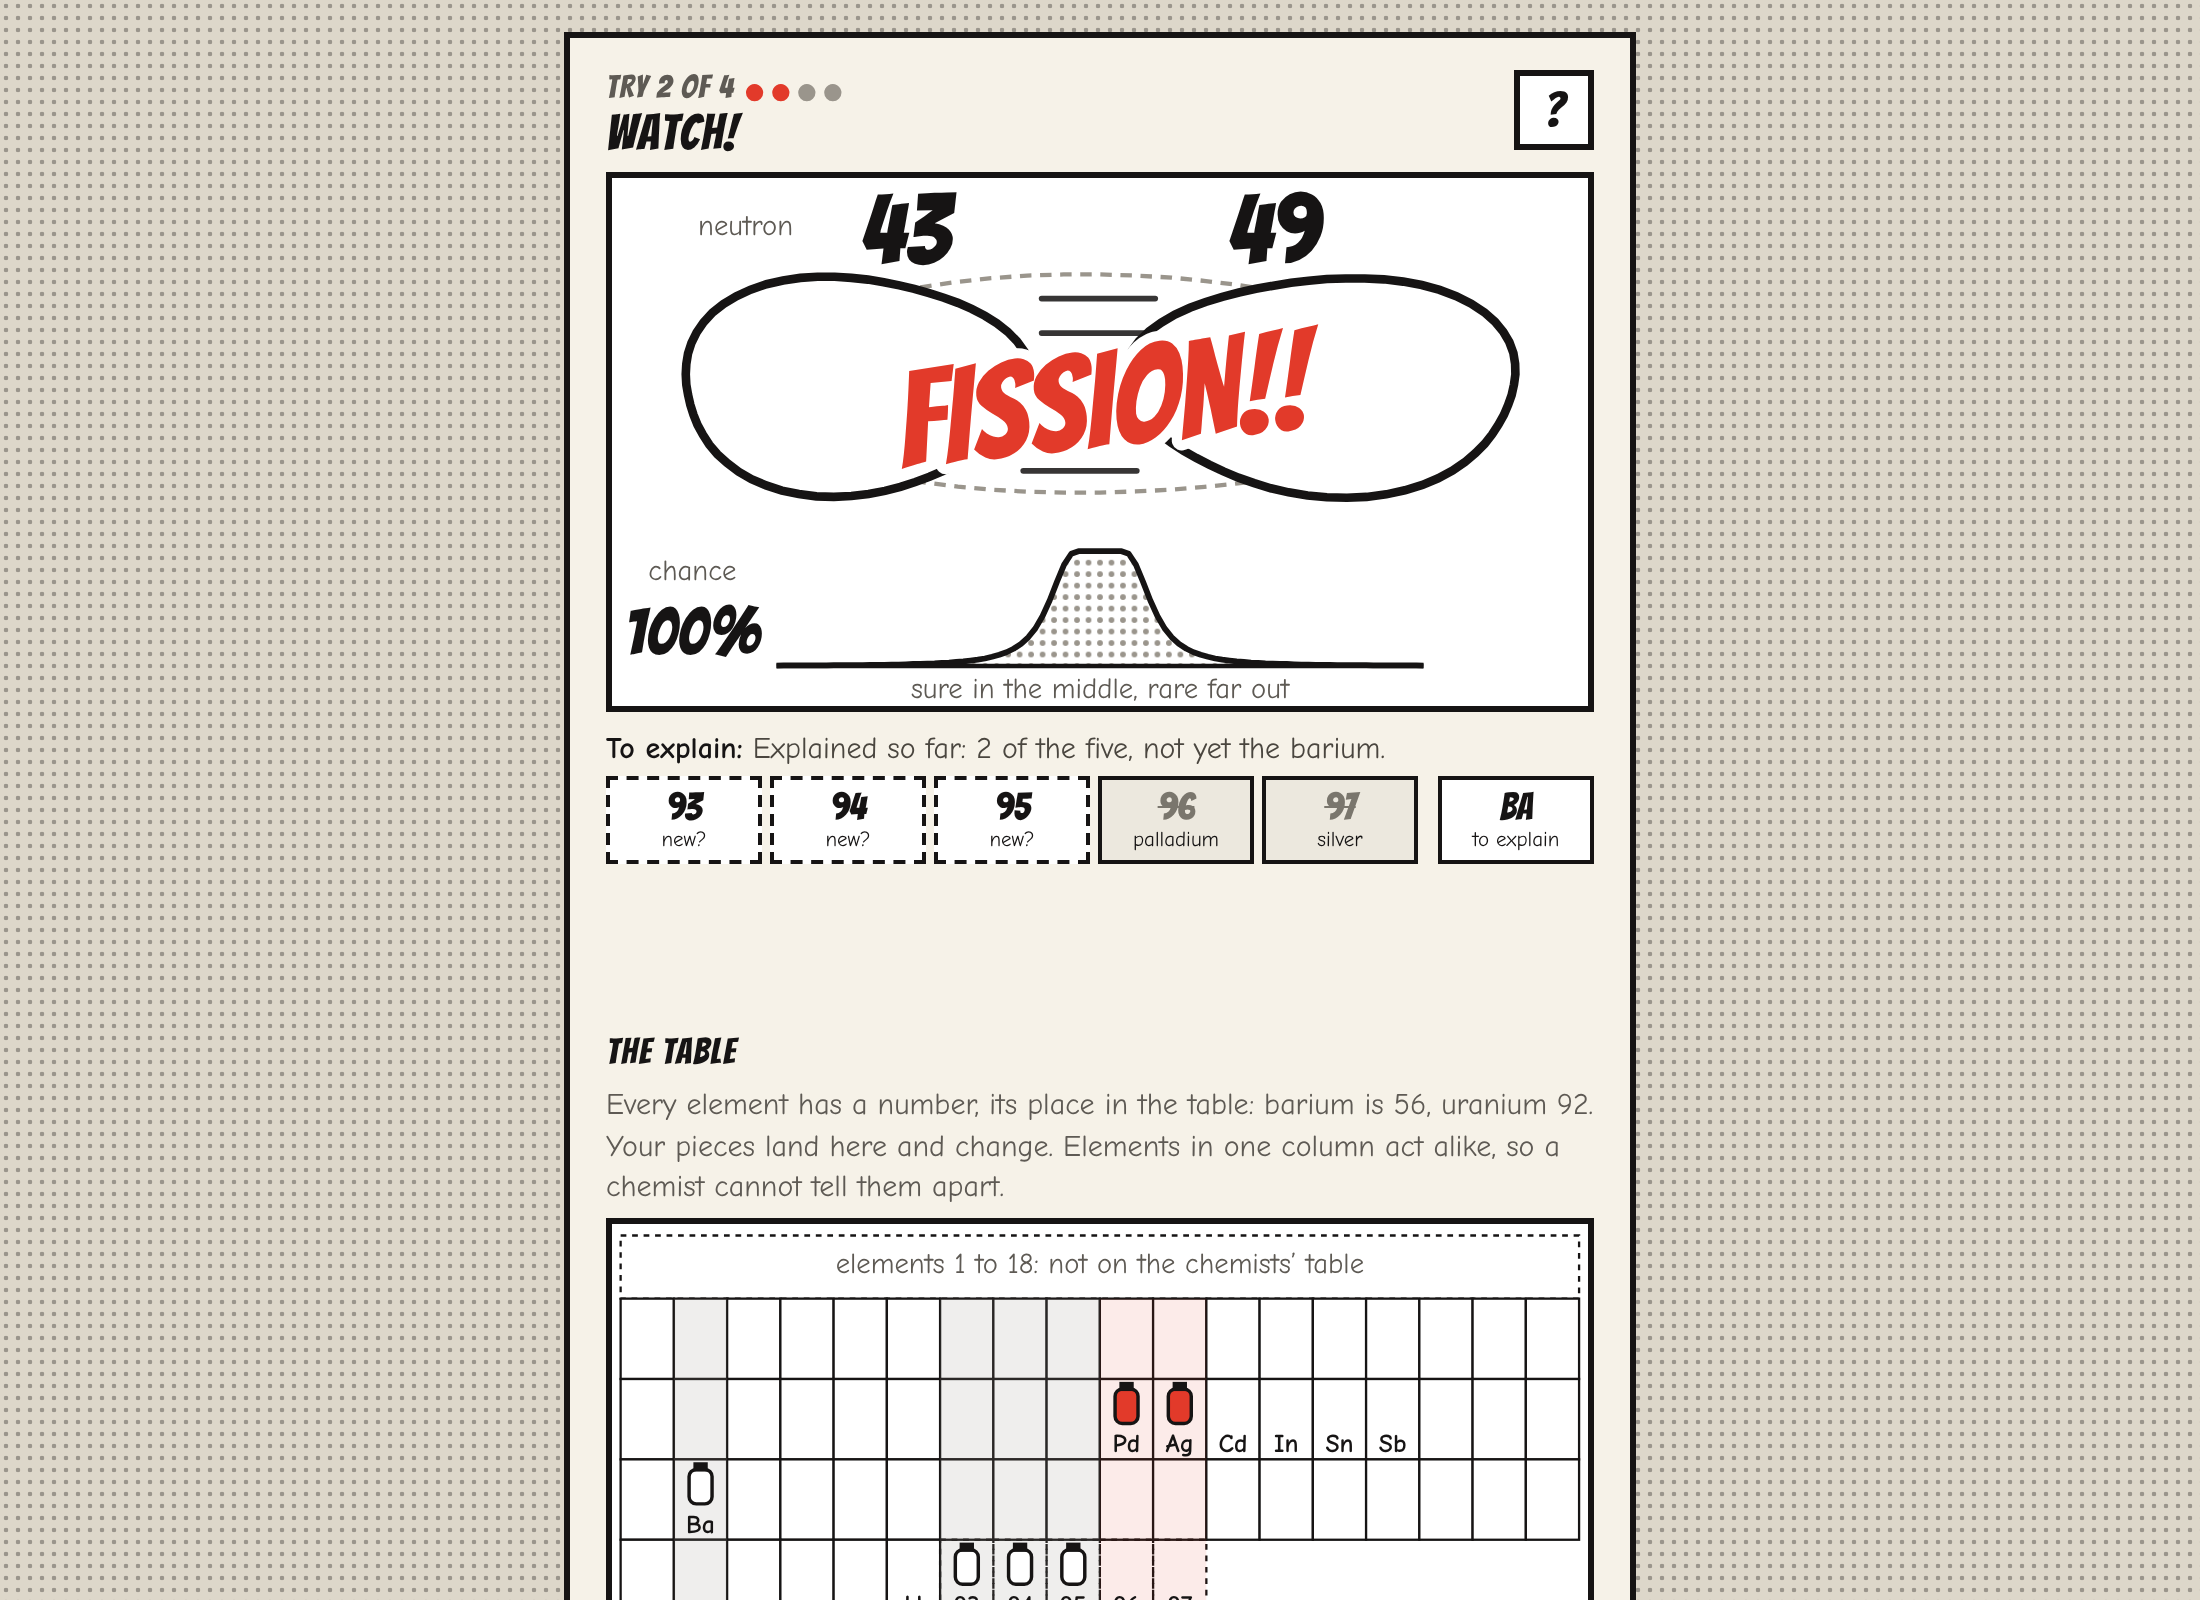 TRY 2 OF 4
WATCH!
?
neutron
43
49
FISSION!!
chance
100%
sure in the middle, rare far out
To explain: Explained so far: 2 of the five, not yet the barium.
93 94 95 96 97 BA
new? new? new? palladium silver to explain
THE TABLE
Every element has a number, its place in the table: barium is 56, uranium 92.
Your pieces land here and change. Elements in one column act alike, so a
chemist cannot tell them apart.
elements 1 to 18: not on the chemists' table
Pd Ag Cd In Sn Sb
Ba